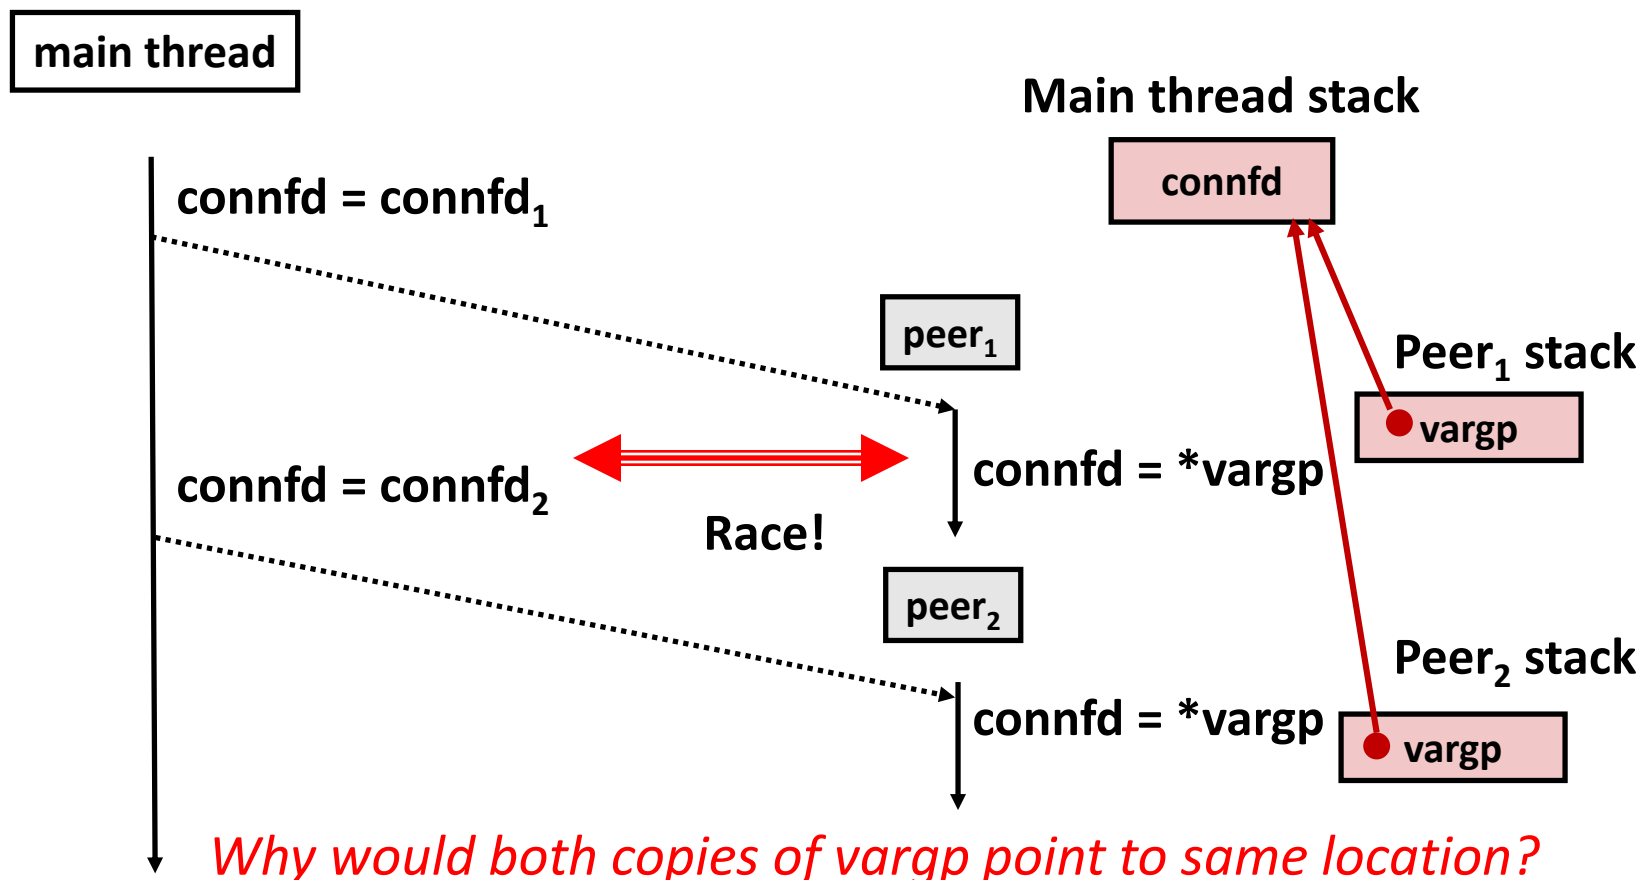 main thread
Main thread stack
connfd
connfd = connfd₁
peer₁
Peer₁ stack
vargp
connfd = *vargp
connfd = connfd₂
Race!
peer₂
Peer₂ stack
connfd = *vargp
vargp
Why would both copies of vargp point to same location?